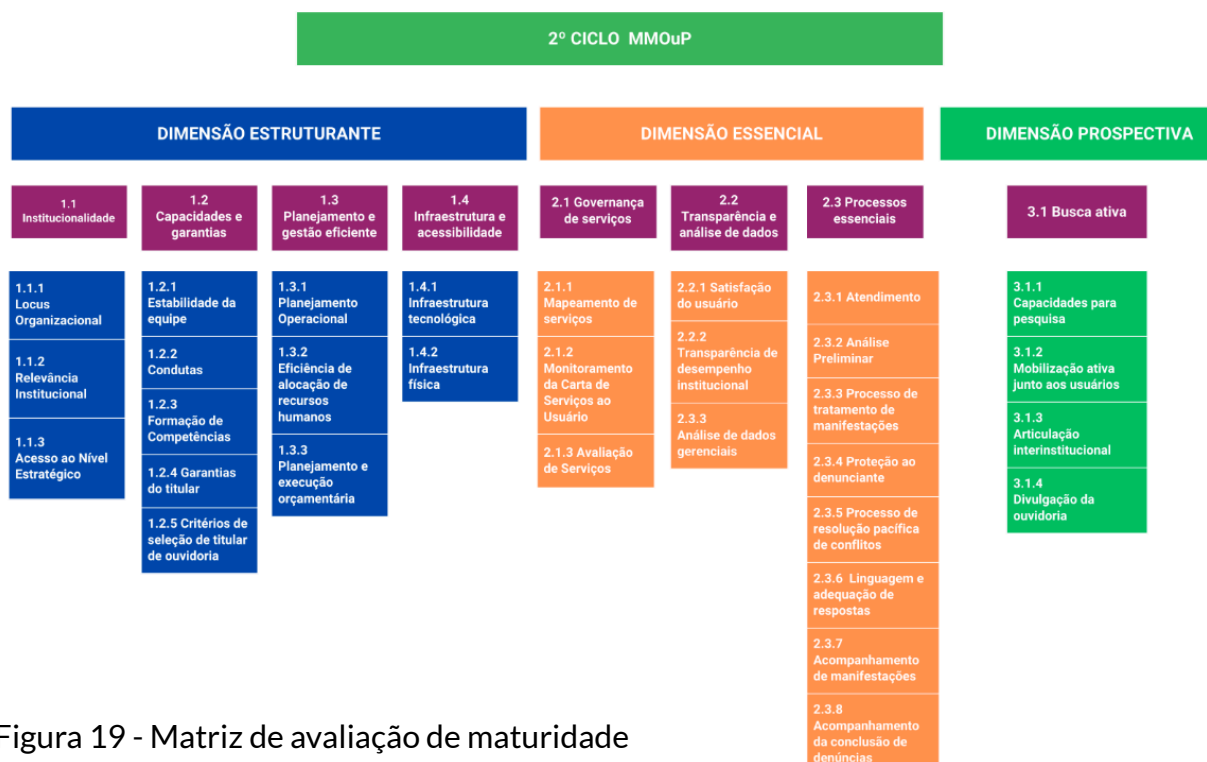 2º CICLO MMOuP
DIMENSÃO ESTRUTURANTE
DIMENSÃO ESSENCIAL
DIMENSÃO PROSPECTIVA
1.1
Institucionalidade
1.2
Capacidades e
garantias
1.3
Planejamento e
gestão eficiente
1.4
Infraestrutura e
acessibilidade
2.1 Governança
de serviços
2.2
Transparência e
análise de dados
2.3 Processos
essenciais
3.1 Busca ativa
1.1.1
Locus
Organizacional
1.1.2
Relevância
Institucional
1.1.3
Acesso ao Nível
Estratégico
1.2.1
Estabilidade da
equipe
1.2.2
Condutas
1.2.3
Formação de
Competências
1.2.4 Garantias
do titular
1.2.5 Critérios de
seleção de titular
de ouvidoria
1.3.1
Planejamento
Operacional
1.3.2
Eficiência de
alocação de
recursos
humanos
1.3.3
Planejamento e
execução
orçamentária
1.4.1
Infraestrutura
tecnológica
1.4.2
Infraestrutura
física
2.1.1
Mapeamento de
serviços
2.1.2
Monitoramento
da Carta de
Serviços ao
Usuário
2.1.3 Avaliação
de Serviços
2.2.1 Satisfação
do usuário
2.2.2
Transparência de
desempenho
institucional
2.3.3
Análise de dados
gerenciais
2.3.1 Atendimento
2.3.2 Análise
Preliminar
2.3.3 Processo de
tratamento de
manifestações
2.3.4 Proteção ao
denunciante
2.3.5 Processo de
resolução pacífica
de conflitos
2.3.6 Linguagem e
adequação de
respostas
2.3.7
Acompanhamento
de manifestações
2.3.8
Acompanhamento
da conclusão de
denúncias
3.1.1
Capacidades para
pesquisa
3.1.2
Mobilização ativa
junto aos usuários
3.1.3
Articulação
interinstitucional
3.1.4
Divulgação da
ouvidoria
Figura 19 - Matriz de avaliação de maturidade